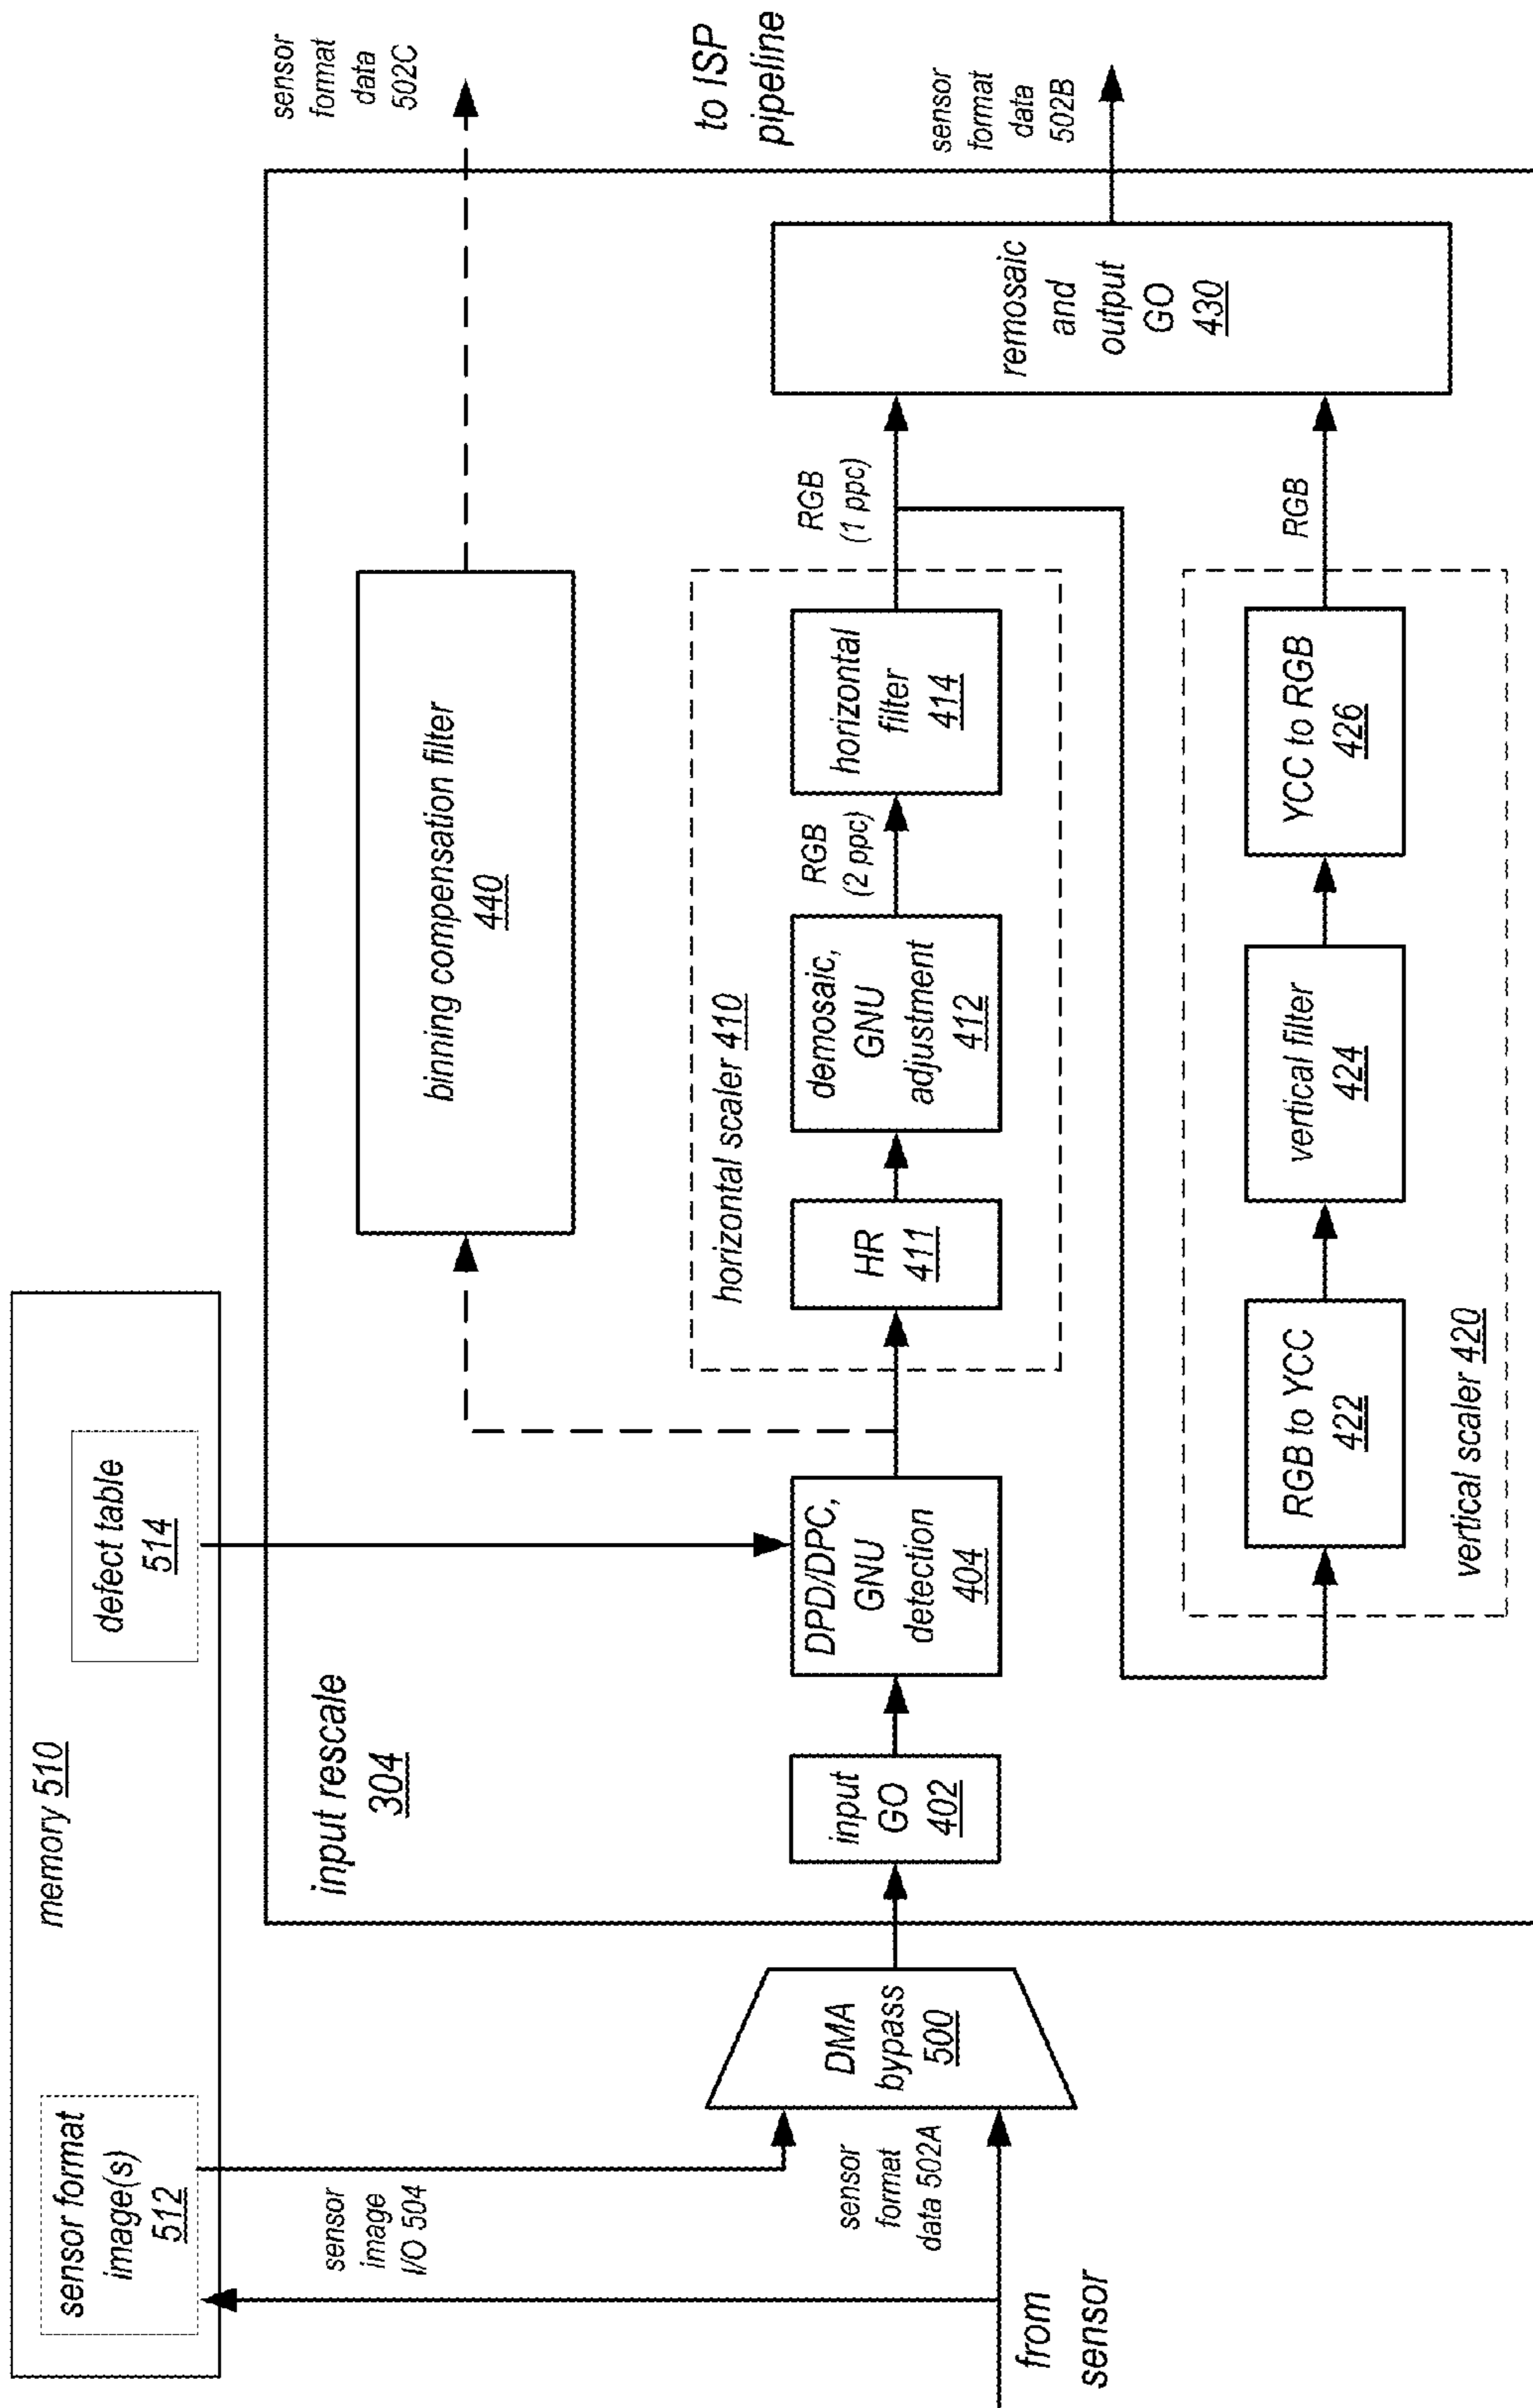 memory 510
sensor format
image(s)
512
defect table
514
sensor
image
I/O 504
sensor
format
data 502A
from
sensor
DMA
bypass
500
input rescale
304
input
GO
402
DPD/DPC,
GNU
detection
404
binning compensation filter
440
sensor
format
data
502C
horizontal scaler 410
HR
411
demosaic,
GNU
adjustment
412
RGB
(2 ppc)
horizontal
filter
414
RGB
(1 ppc)
vertical scaler 420
RGB to YCC
422
vertical filter
424
YCC to RGB
426
RGB
remosaic
and
output
GO
430
to ISP
pipeline
sensor
format
data
502B